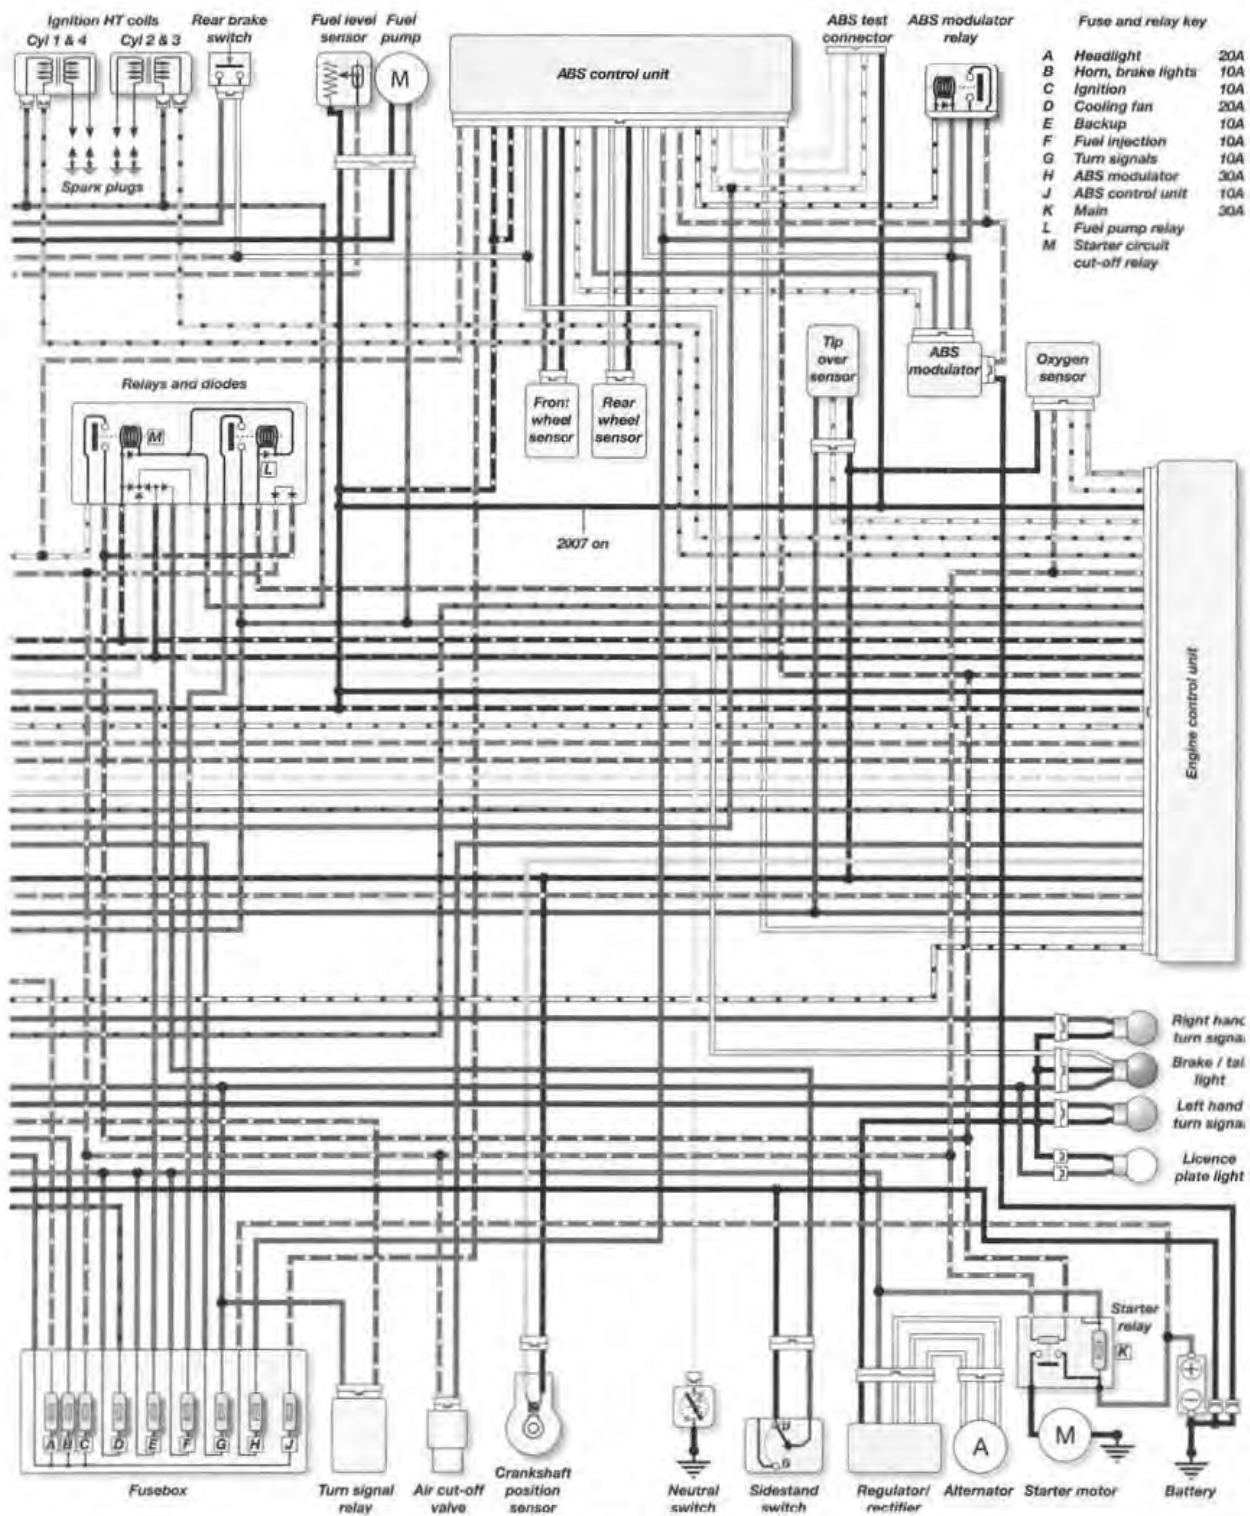 Ignition HT coils
Cyl 1 & 4
Cyl 2 & 3
Spark plugs
Rear brake
switch
Fuel level
sensor
Fuel
pump
M
ABS control unit
ABS test
connector
ABS modulator
relay
Fuse and relay key
A Headlight 20A
B Horn, brake lights 10A
C Ignition 10A
D Cooling fan 20A
E Backup 10A
F Fuel injection 10A
G Turn signals 10A
H ABS modulator 30A
J ABS control unit 10A
K Main 30A
L Fuel pump relay
M Starter circuit
cut-off relay
Relays and diodes
M
L
Front
wheel
sensor
Rear
wheel
sensor
Tip
over
sensor
ABS
modulator
Oxygen
sensor
2007 on
Engine control unit
Right hand
turn signal
Brake / tai
light
Left hand
turn signal
Licence
plate light
Starter
relay
K
A B C D E F G H J
Fusebox
Turn signal
relay
Air cut-off
valve
Crankshaft
position
sensor
Neutral
switch
Sidestand
switch
Regulator/
rectifier
A
Alternator
M
Starter motor
Battery